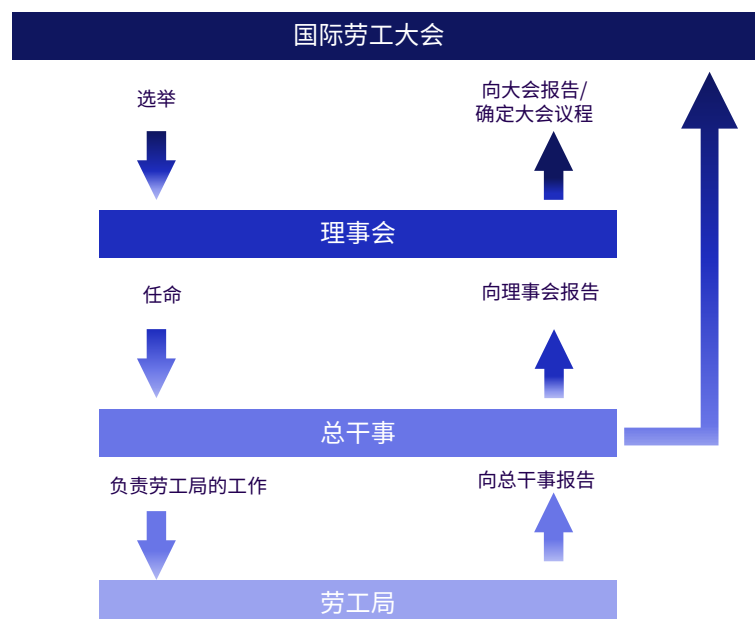 国际劳工大会
选举
向大会报告/
确定大会议程
理事会
任命
向理事会报告
总干事
负责劳工局的工作
向总干事报告
劳工局